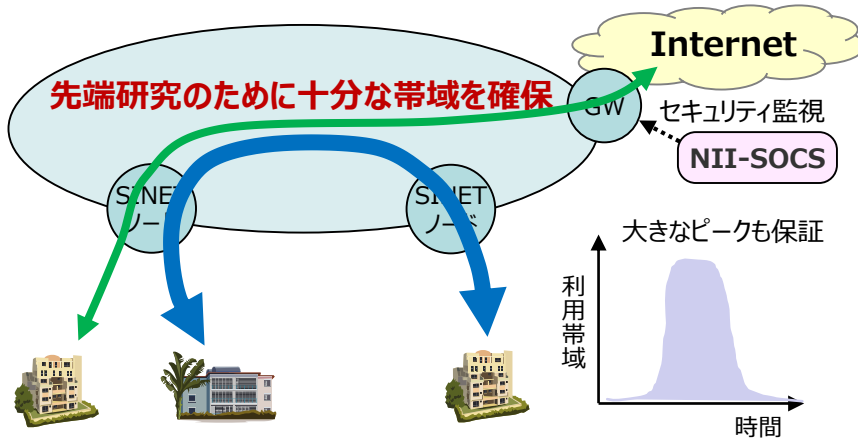 Internet
先端研究のために十分な帯域を確保
GW
セキュリティ監視
NII-SOCS
SINET
ノード
SINET
ノード
大きなピークも保証
利用帯域
時間